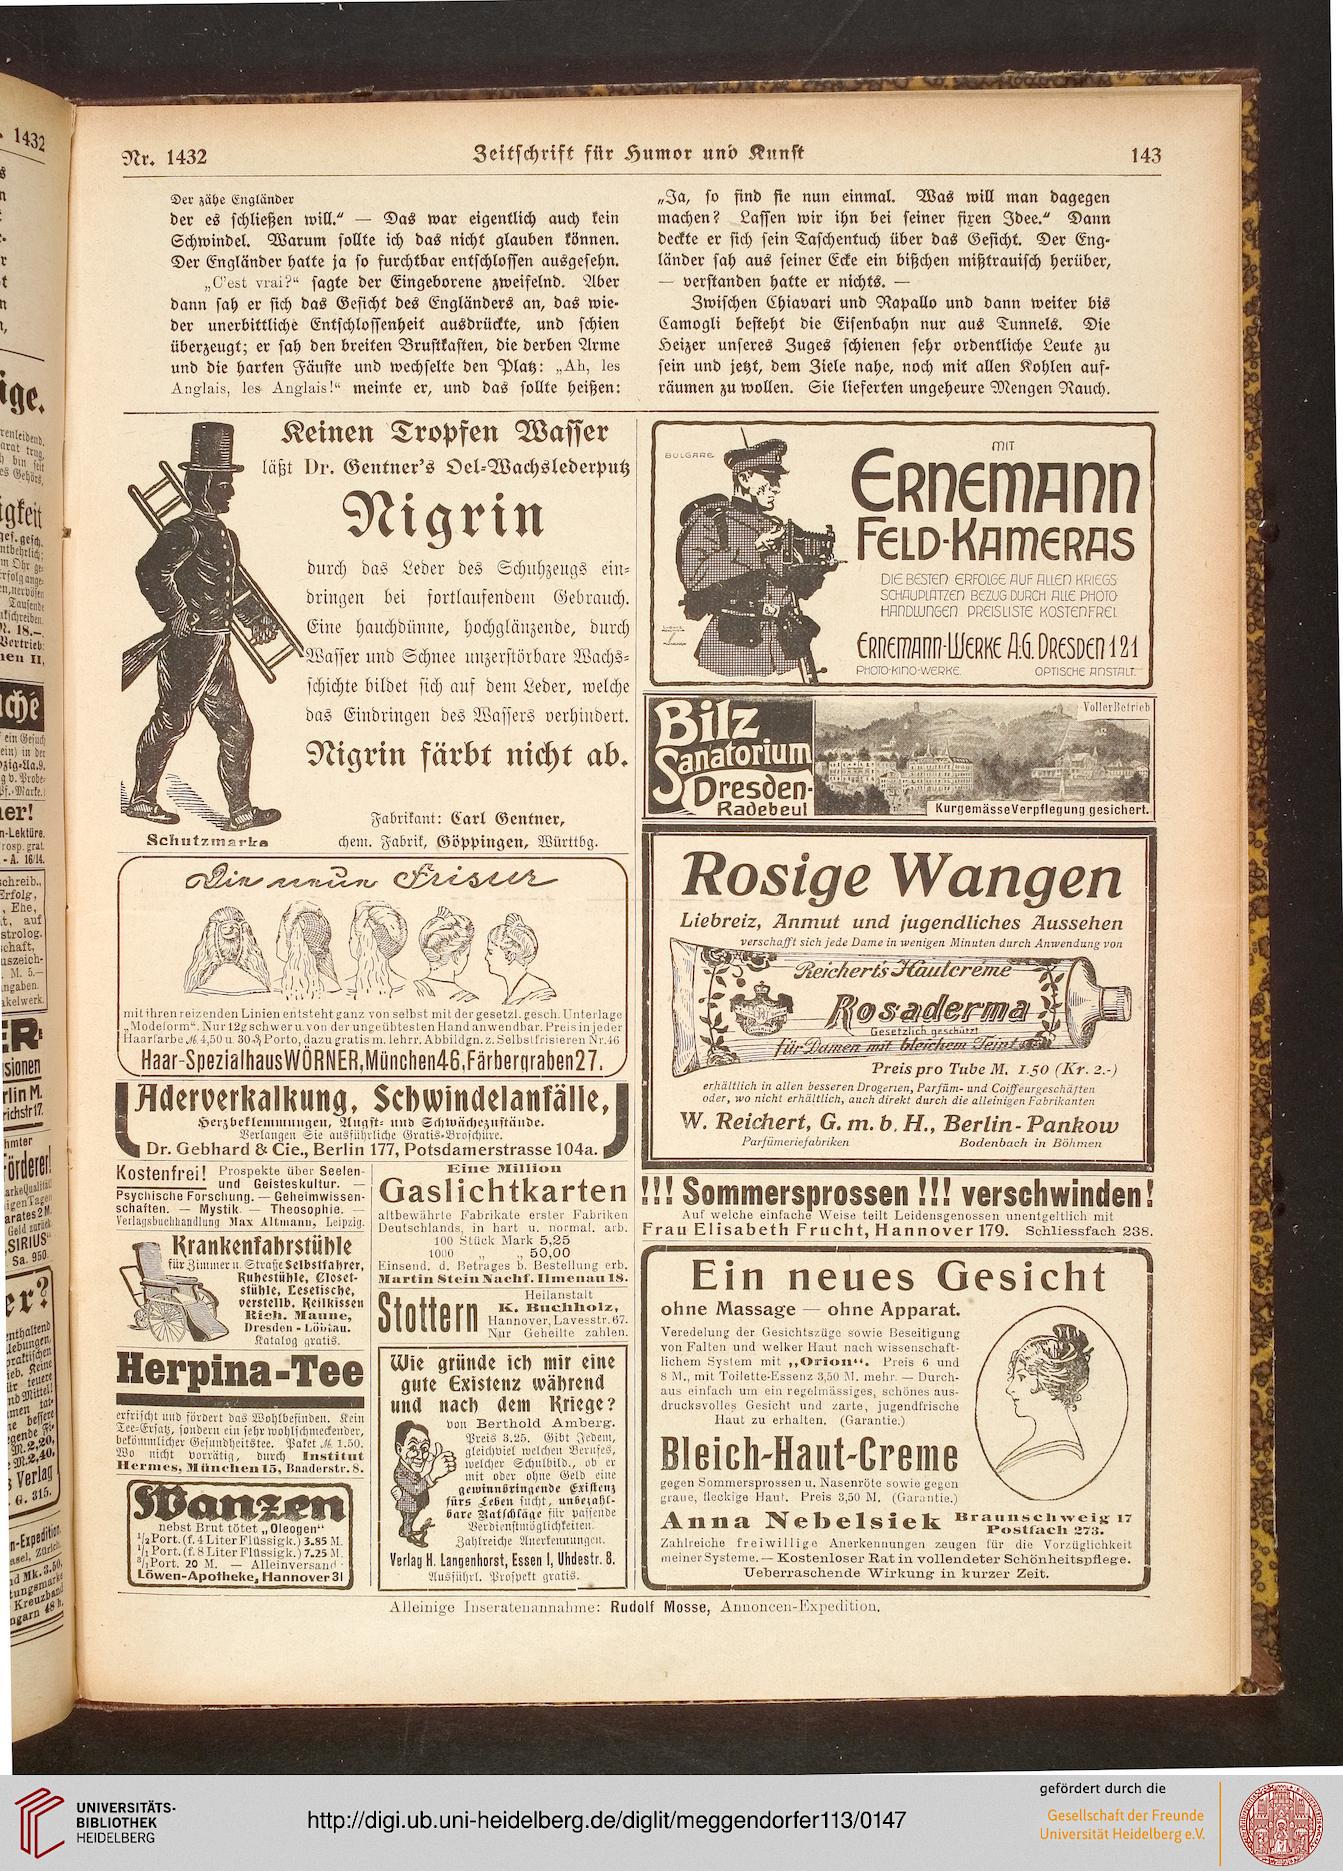 Nr. 1432
Zeitschrift für Humor und Kunst
143
Der zähe Engländer
der es schließen will.“ — Das war eigentlich auch kein
Schwindel. Warum sollte ich das nicht glauben können.
Der Engländer hatte ja so furchtbar entschlossen ausgesehn.
„C'est vrai?“ sagte der Eingeborene zweifelnd. Aber
dann sah er sich das Gesicht des Engländers an, das wie-
der unerbittliche Entschlossenheit ausdrückte, und schien
überzeugt; er sah den breiten Brustkasten, die derben Arme
und die harten Fäuste und wechselte den Platz: „Ah, les
Anglais, les Anglais!“ meinte er, und das sollte heißen:
„Ja, so sind sie nun einmal. Was will man dagegen
machen? Lassen wir ihn bei seiner fixen Idee.“ Dann
deckte er sich sein Taschentuch über das Gesicht. Der Eng-
länder sah aus seiner Ecke ein bißchen mißtrauisch herüber,
— verstanden hatte er nichts. —
Zwischen Chiavari und Rapallo und dann weiter bis
Camogli besteht die Eisenbahn nur aus Tunnels. Die
Heizer unseres Zuges schienen sehr ordentliche Leute zu
sein und jetzt, dem Ziele nahe, noch mit allen Kohlen auf-
räumen zu wollen. Sie lieferten ungeheure Mengen Rauch.
Keinen Tropfen Wasser
läßt Dr. Gentner's Oel-Wachslederputz
Nigrin
durch das Leder des Schuhzeugs ein-
dringen bei fortlaufendem Gebrauch.
Eine hauchdünne, hochglänzende, durch
Wasser und Schnee unzerstörbare Wachs-
schichte bildet sich auf dem Leder, welche
das Eindringen des Wassers verhindert.
Nigrin färbt nicht ab.
Fabrikant: Carl Gentner,
chem. Fabrik, Göppingen, Württbg.
Schutzmarke
Die neue Frisur
mit ihren reizenden Linien entsteht ganz von selbst mit der gesetzl. gesch. Unterlage
„Modeform“. Nur 12g schwer u. von der ungeübtesten Hand anwendbar. Preis in jeder
Haarfarbe ℳ 4,50 u. 30 ₰ Porto, dazu gratis m. lehrr. Abbildgn. z. Selbstfrisieren Nr. 46
Haar-Spezialhaus WÖRNER, München 46, Färbergraben 27.
Aderverkalkung, Schwindelanfälle,
Herzbeklemmungen, Angst- und Schwächezustände.
Verlangen Sie ausführliche Gratis-Broschüre.
Dr. Gebhard & Cie., Berlin 177, Potsdamerstrasse 104a.
Kostenfrei! Prospekte über Seelen-
und Geisteskultur. —
Psychische Forschung. — Geheimwissen-
schaften. — Mystik — Theosophie. —
Verlagsbuchhandlung Max Altmann, Leipzig.
Krankenfahrstühle
für Zimmer u. Straße Selbstfahrer,
Ruhestühle, Closet-
stühle, Lesetische,
verstellb. Keilkissen
Rich. Maune,
Dresden - Löbtau.
Katalog gratis.
Herpina-Tee
erfrischt und fördert das Wohlbefinden. Kein
Tee-Ersatz, sondern ein sehr wohlschmeckender,
bekömmlicher Gesundheitstee. Paket ℳ 1.50.
Wo nicht vorrätig, durch Institut
Hermes, München 15, Baaderstr. 8.
Wanzen
nebst Brut tötet „Oleogen“
1/2 Port. (f. 4 Liter Flüssigk.) 3.85 M.
1/1 Port. (f. 8 Liter Flüssigk.) 7.25 M.
3/1 Port. 20 M. — Alleinversand:
Löwen-Apotheke, Hannover 31
Eine Million
Gaslichtkarten
altbewährte Fabrikate erster Fabriken
Deutschlands, in hart u. normal. arb.
100 Stück Mark 5,25
1000 „ „ 50,00
Einsend. d. Betrages b. Bestellung erb.
Martin Stein Nachf. Ilmenau 18.
Stottern
Heilanstalt
K. Buchholz,
Hannover, Lavesstr. 67.
Nur Geheilte zahlen.
Wie gründe ich mir eine
gute Existenz während
und nach dem Kriege?
von Berthold Amberg.
Preis 3.25. Gibt Jedem,
gleichviel welchen Berufes,
welcher Schulbild., ob er
mit oder ohne Geld eine
gewinnbringende Existenz
fürs Leben sucht, unbezahl-
bare Ratschläge für passende
Verdienstmöglichkeiten.
Zahlreiche Anerkennungen.
Verlag H. Langenhorst, Essen I, Uhdestr. 8.
Ausführl. Prospekt gratis.
BULGARE
MIT
ERNEMANN
FELD-KAMERAS
DIE BESTEN ERFOLGE AUF ALLEN KRIEGS
SCHAUPLÄTZEN BEZUG DURCH ALLE PHOTO
HANDLUNGEN PREISLISTE KOSTENFREI.
ERNEMANN-WERKE A:G. DRESDEN 121
PHOTO-KINO-WERKE. OPTISCHE ANSTALT.
Bilz
Sanatorium
Dresden-
Radebeul
Voller Betrieb
Kurgemässe Verpflegung gesichert.
Rosige Wangen
Liebreiz, Anmut und jugendliches Aussehen
verschafft sich jede Dame in wenigen Minuten durch Anwendung von
Reichert's Hautcrême
Rosaderma
Gesetzlich geschützt
für Damen mit bleichem Teint
Preis pro Tube M. 1.50 (Kr. 2.-)
erhältlich in allen besseren Drogerien, Parfüm- und Coiffeurgeschäften
oder, wo nicht erhältlich, auch direkt durch die alleinigen Fabrikanten
W. Reichert, G. m. b. H., Berlin-Pankow
Parfümeriefabriken Bodenbach in Böhmen
!!! Sommersprossen !!! verschwinden!
Auf welche einfache Weise teilt Leidensgenossen unentgeltlich mit
Frau Elisabeth Frucht, Hannover 179. Schliessfach 238.
Ein neues Gesicht
ohne Massage — ohne Apparat.
Veredelung der Gesichtszüge sowie Beseitigung
von Falten und welker Haut nach wissenschaft-
lichem System mit „Orion“. Preis 6 und
8 M., mit Toilette-Essenz 3,50 M. mehr. — Durch-
aus einfach um ein regelmässiges, schönes aus-
drucksvolles Gesicht und zarte, jugendfrische
Haut zu erhalten. (Garantie.)
Bleich-Haut-Creme
gegen Sommersprossen u. Nasenröte sowie gegen
graue, fleckige Haut. Preis 3,50 M. (Garantie.)
Anna Nebelsiek Braunschweig 17
Postfach 273.
Zahlreiche freiwillige Anerkennungen zeugen für die Vorzüglichkeit
meiner Systeme. — Kostenloser Rat in vollendeter Schönheitspflege.
Ueberraschende Wirkung in kurzer Zeit.
Alleinige Inseratenannahme: Rudolf Mosse, Annoncen-Expedition.
UNIVERSITÄTS-
BIBLIOTHEK
HEIDELBERG
http://digi.ub.uni-heidelberg.de/diglit/meggendorfer113/0147
gefördert durch die
Gesellschaft der Freunde
Universität Heidelberg e.V.